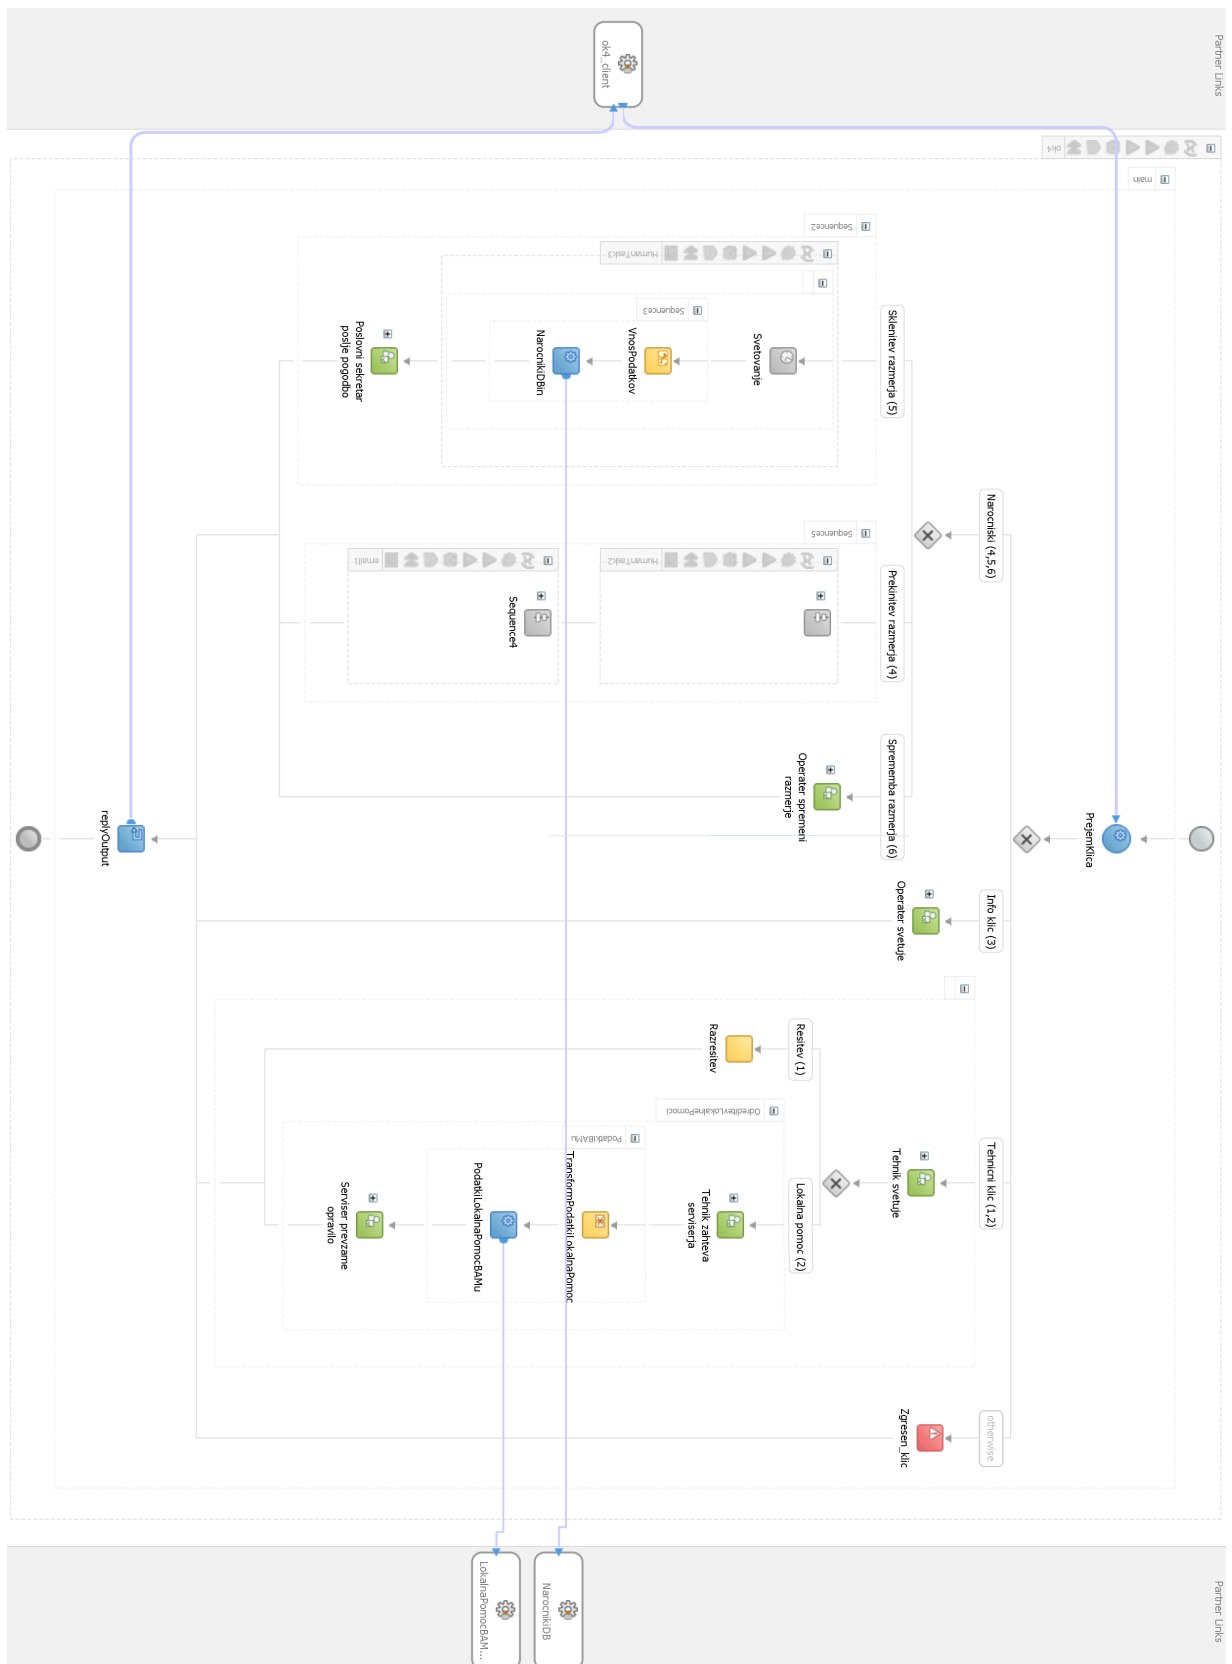 Partner Links
ok4_client
ok4
main
PrejemKlica
Narocniski (4,5,6)
Sklenitev razmerja (5)
Sequence2
HumanTask3
Svetovanje
Sequence3
VnosPodatkov
NarocnikiDBin
Poslovni sekretar
poslje pogodbo
Prekinitev razmerja (4)
Sequence5
HumanTask2
email1
Sequence4
Sprememba razmerja (6)
Operater spremeni
razmerje
Info klic (3)
Operater svetuje
Tehnicni klic (1,2)
Tehnik svetuje
Resitev (1)
Razresitev
Lokalna pomoc (2)
OdreditevLokalnePomoci
Tehnik zahteva
serviserja
PodatkiBAMu
TransformPodatkiLokalnaPomoc
PodatkiLokalnaPomocBAMu
Serviser prevzame
opravilo
otherwise
Zgresen_klic
replyOutput
Partner Links
NarocnikiDB
LokalnaPomocBAM...